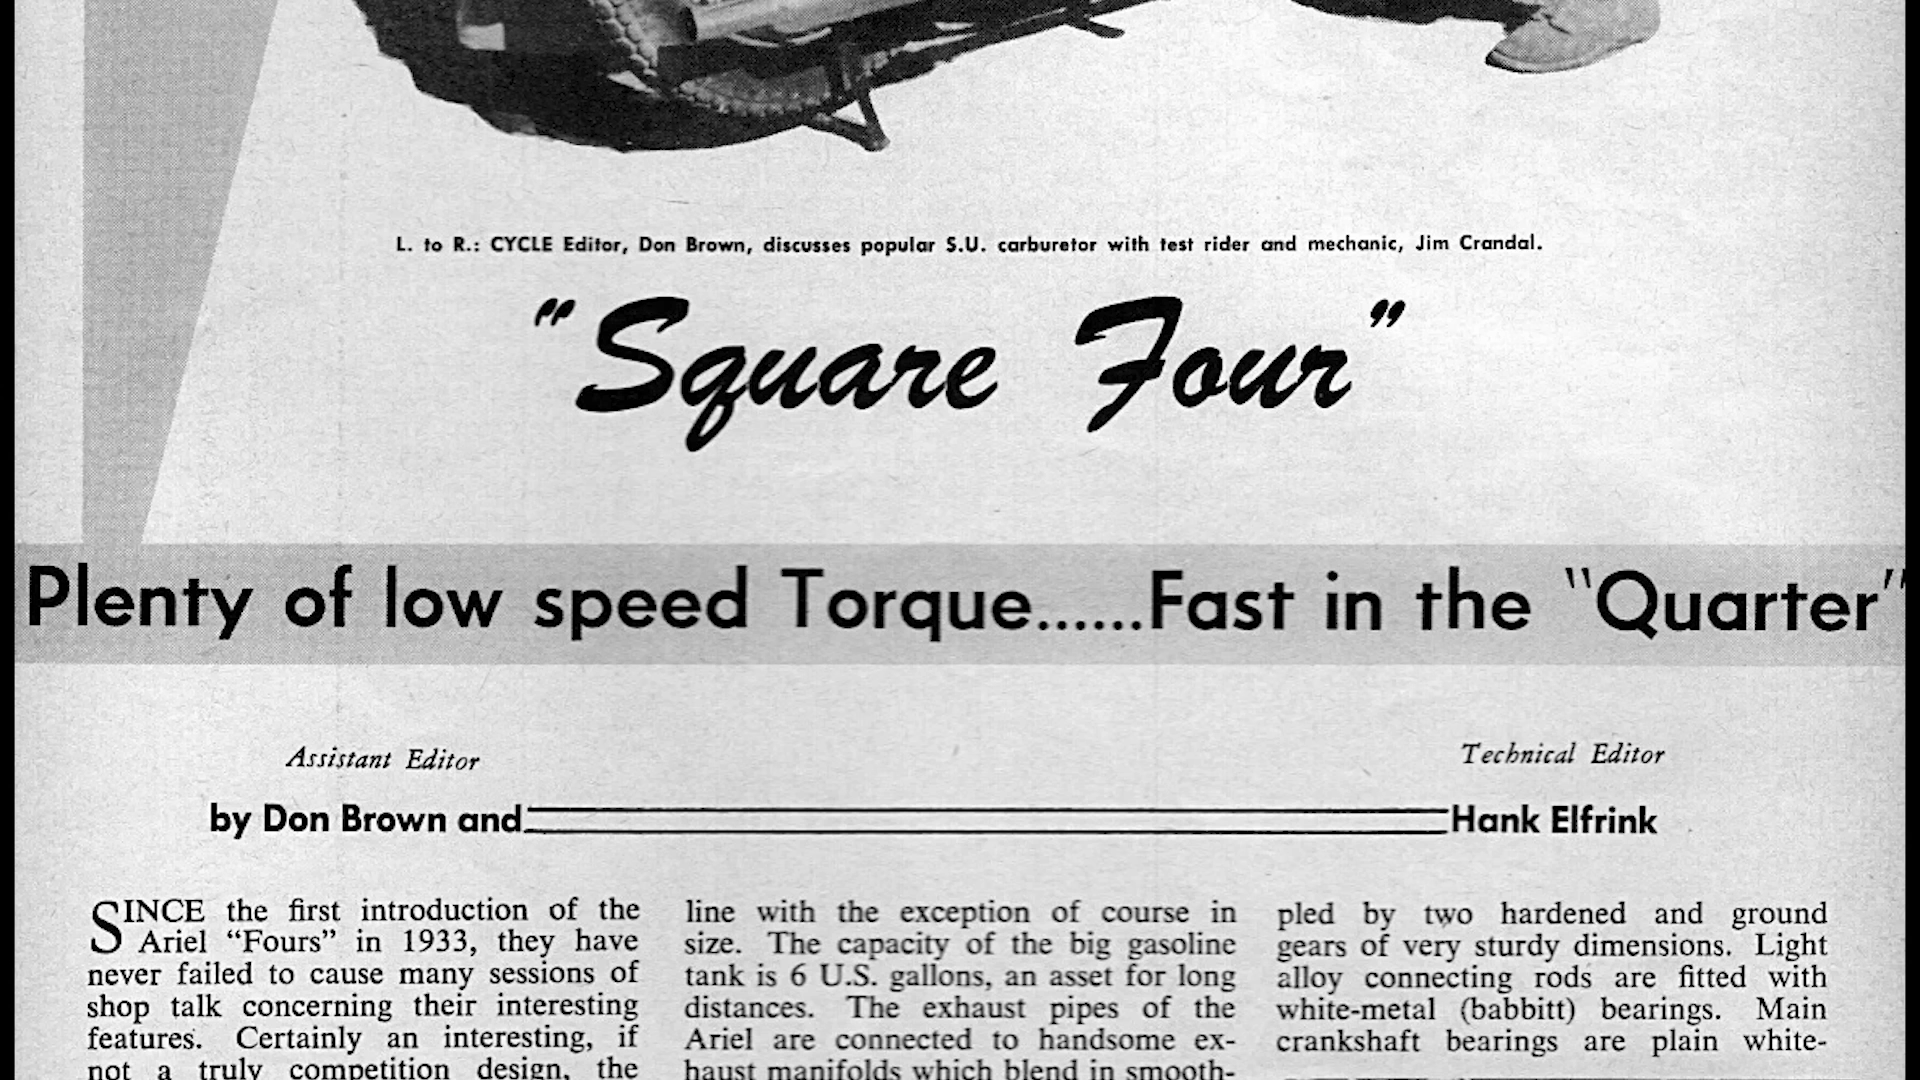 L. to R.: CYCLE Editor, Don Brown, discusses popular S.U. carburetor with test rider and mechanic, Jim Crandal.
"Square Four"
Plenty of low speed Torque......Fast in the "Quarter"
Assistant Editor
Technical Editor
by Don Brown and
Hank Elfrink
SINCE the first introduction of the
Ariel “Fours” in 1933, they have
never failed to cause many sessions of
shop talk concerning their interesting
features. Certainly an interesting, if
not a truly competition design, the
line with the exception of course in
size. The capacity of the big gasoline
tank is 6 U.S. gallons, an asset for long
distances. The exhaust pipes of the
Ariel are connected to handsome ex-
haust manifolds which blend in smooth-
pled by two hardened and ground
gears of very sturdy dimensions. Light
alloy connecting rods are fitted with
white-metal (babbitt) bearings. Main
crankshaft bearings are plain white-